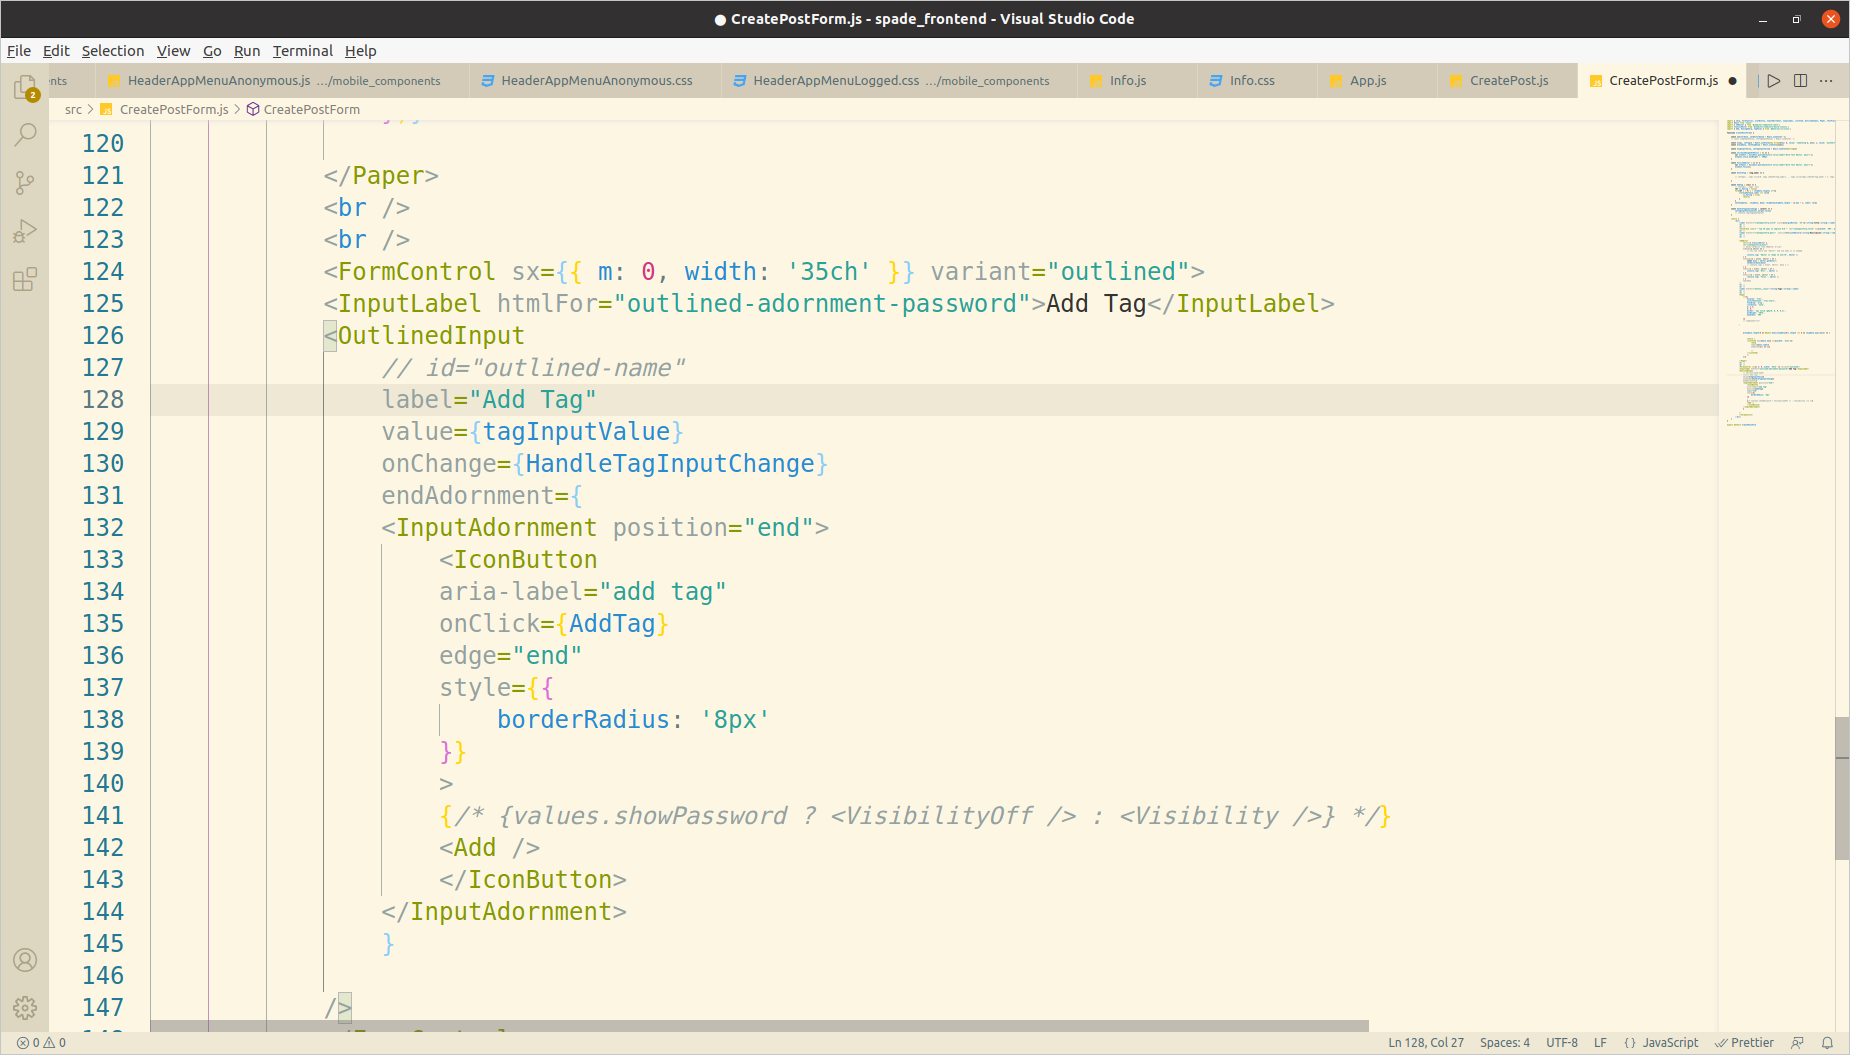 ● CreatePostForm.js - spade_frontend - Visual Studio Code
File Edit Selection View Go Run Terminal Help
nts HeaderAppMenuAnonymous.js .../mobile_components HeaderAppMenuAnonymous.css HeaderAppMenuLogged.css .../mobile_components Info.js Info.css App.js CreatePost.js CreatePostForm.js ●
src > CreatePostForm.js > CreatePostForm
2
120
121 </Paper>
122 <br />
123 <br />
124 <FormControl sx={{ m: 0, width: '35ch' }} variant="outlined">
125 <InputLabel htmlFor="outlined-adornment-password">Add Tag</InputLabel>
126 <OutlinedInput
127 // id="outlined-name"
128 label="Add Tag"
129 value={tagInputValue}
130 onChange={HandleTagInputChange}
131 endAdornment={
132 <InputAdornment position="end">
133 <IconButton
134 aria-label="add tag"
135 onClick={AddTag}
136 edge="end"
137 style={{
138 borderRadius: '8px'
139 }}
140 >
141 {/* {values.showPassword ? <VisibilityOff /> : <Visibility />} */}
142 <Add />
143 </IconButton>
144 </InputAdornment>
145 }
146
147 />
0 0 Ln 128, Col 27 Spaces: 4 UTF-8 LF {} JavaScript Prettier